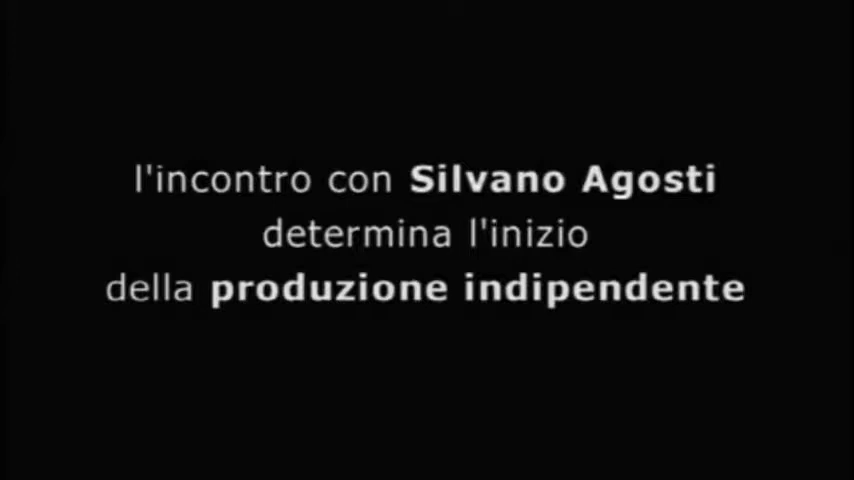 l'incontro con Silvano Agosti
determina l'inizio
della produzione indipendente